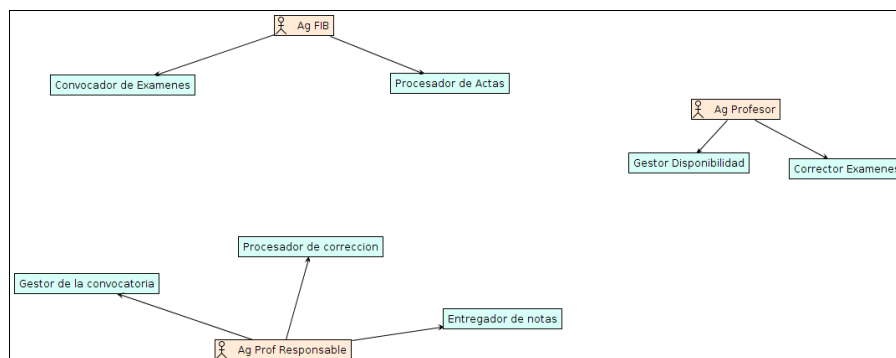 Ag FIB
Convocador de Examenes
Procesador de Actas
Ag Profesor
Gestor Disponibilidad
Corrector Examenes
Procesador de correccion
Gestor de la convocatoria
Entregador de notas
Ag Prof Responsable